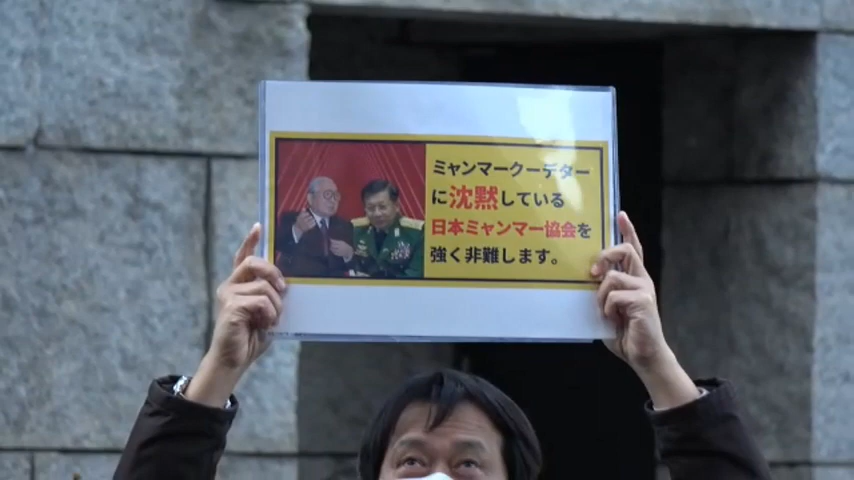 ミャンマークーデター
に沈黙している
日本ミャンマー協会を
強く非難します。